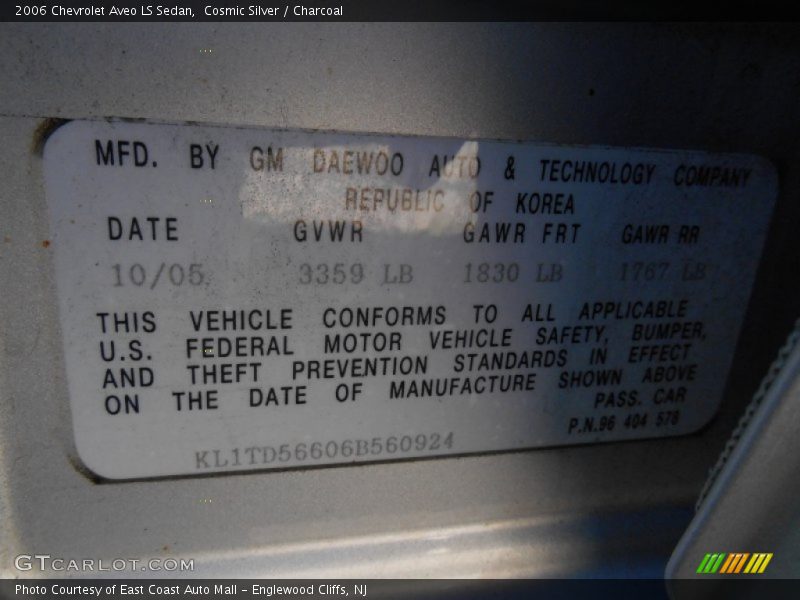 2006 Chevrolet Aveo LS Sedan,  Cosmic Silver / Charcoal
MFD. BY GM DAEWOO AUTO & TECHNOLOGY COMPANY
REPUBLIC OF KOREA
DATE GVWR GAWR FRT GAWR RR
10/05 3359 LB 1830 LB 1767 LB
THIS VEHICLE CONFORMS TO ALL APPLICABLE
U.S. FEDERAL MOTOR VEHICLE SAFETY, BUMPER,
AND THEFT PREVENTION STANDARDS IN EFFECT
ON THE DATE OF MANUFACTURE SHOWN ABOVE
PASS. CAR
P.N.96 404 578
KL1TD56606B560924
GTCARLOT.COM
Photo Courtesy of East Coast Auto Mall - Englewood Cliffs, NJ